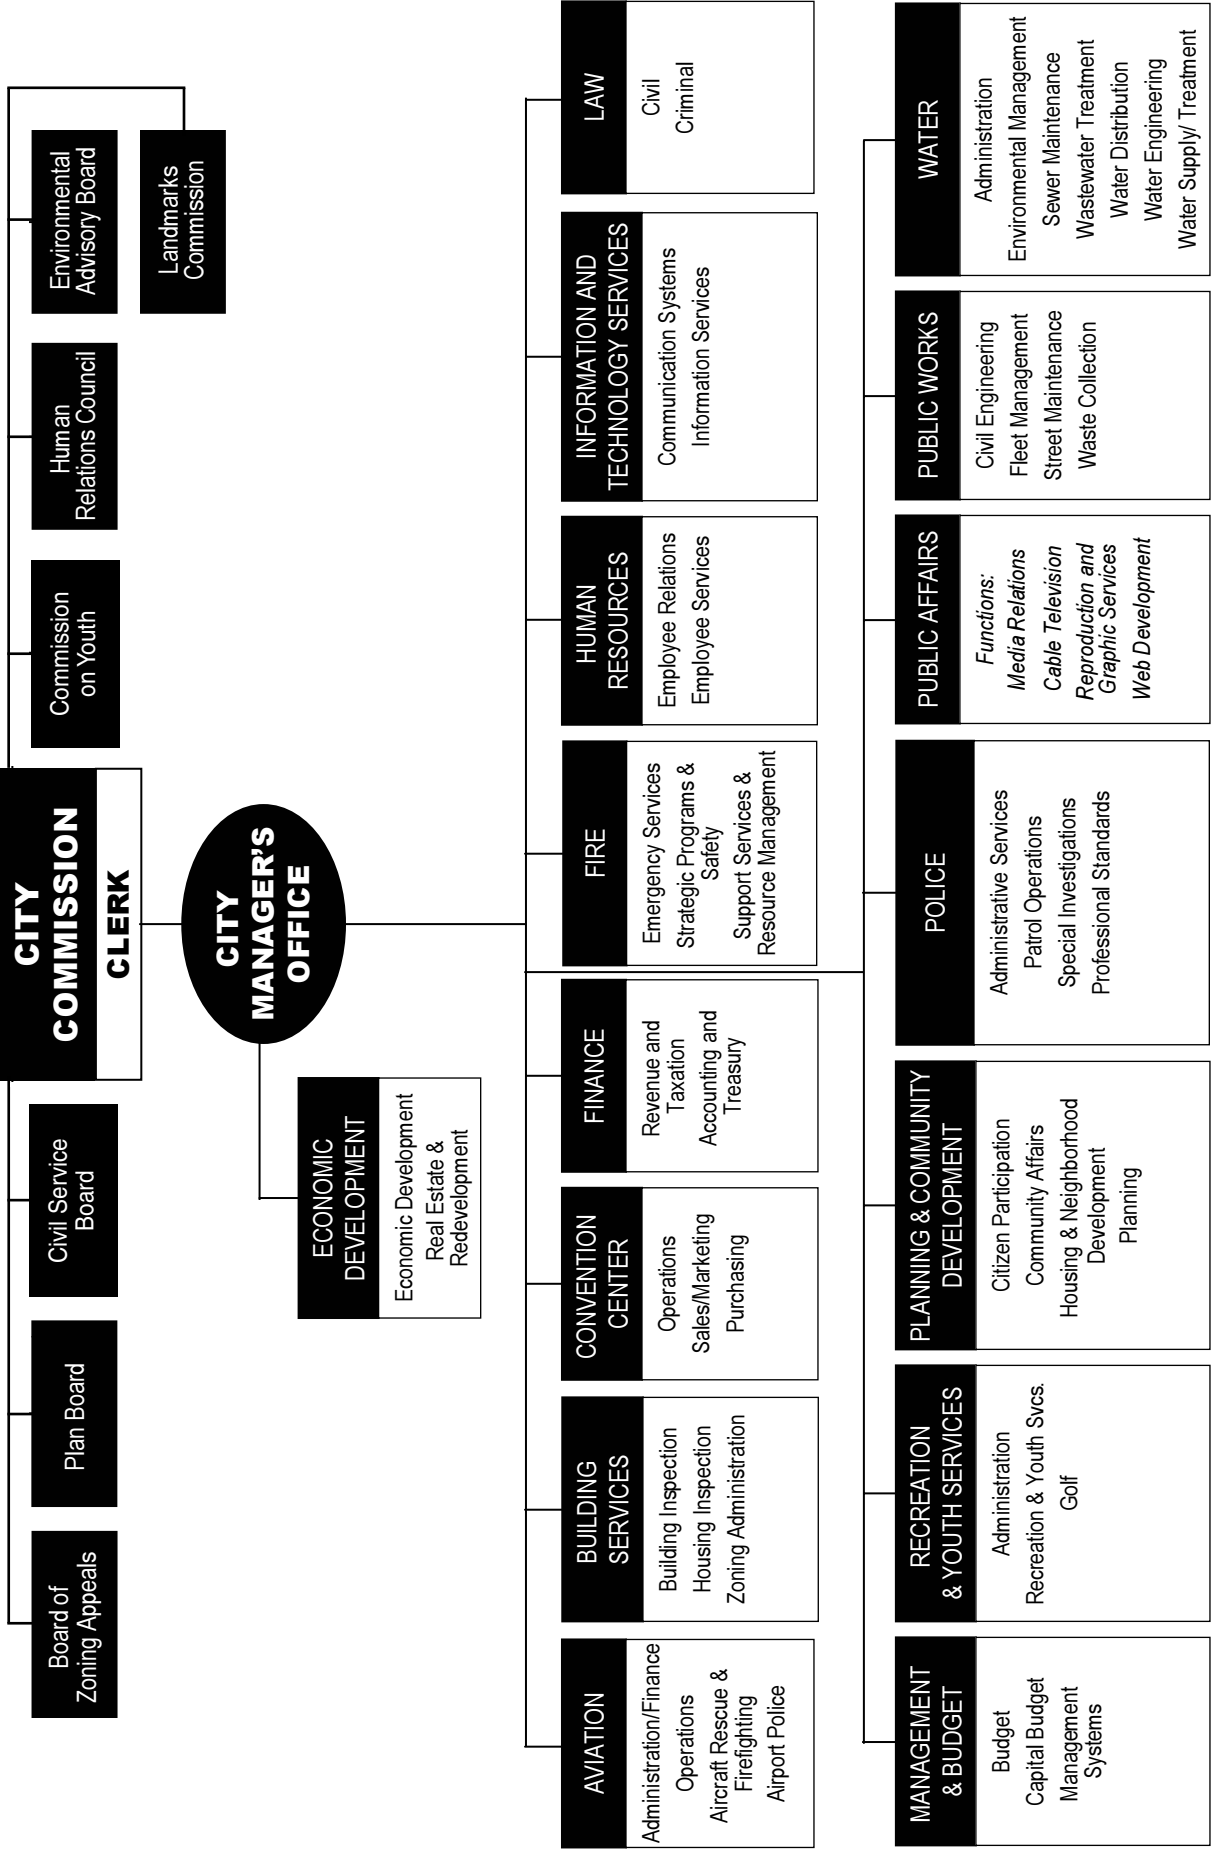 CITY
COMMISSION
CLERK
Board of
Zoning Appeals
Plan Board
Civil Service
Board
Commission
on Youth
Human
Relations Council
Environmental
Advisory Board
Landmarks
Commission
CITY
MANAGER'S
OFFICE
ECONOMIC
DEVELOPMENT
Economic Development
Real Estate &
Redevelopment
AVIATION
Administration/Finance
Operations
Aircraft Rescue &
Firefighting
Airport Police
BUILDING
SERVICES
Building Inspection
Housing Inspection
Zoning Administration
CONVENTION
CENTER
Operations
Sales/Marketing
Purchasing
FINANCE
Revenue and
Taxation
Accounting and
Treasury
FIRE
Emergency Services
Strategic Programs &
Safety
Support Services &
Resource Management
HUMAN
RESOURCES
Employee Relations
Employee Services
INFORMATION AND
TECHNOLOGY SERVICES
Communication Systems
Information Services
LAW
Civil
Criminal
MANAGEMENT
& BUDGET
Budget
Capital Budget
Management
Systems
RECREATION
& YOUTH SERVICES
Administration
Recreation & Youth Svcs.
Golf
PLANNING & COMMUNITY
DEVELOPMENT
Citizen Participation
Community Affairs
Housing & Neighborhood
Development
Planning
POLICE
Administrative Services
Patrol Operations
Special Investigations
Professional Standards
PUBLIC AFFAIRS
Functions:
Media Relations
Cable Television
Reproduction and
Graphic Services
Web Development
PUBLIC WORKS
Civil Engineering
Fleet Management
Street Maintenance
Waste Collection
WATER
Administration
Environmental Management
Sewer Maintenance
Wastewater Treatment
Water Distribution
Water Engineering
Water Supply/ Treatment